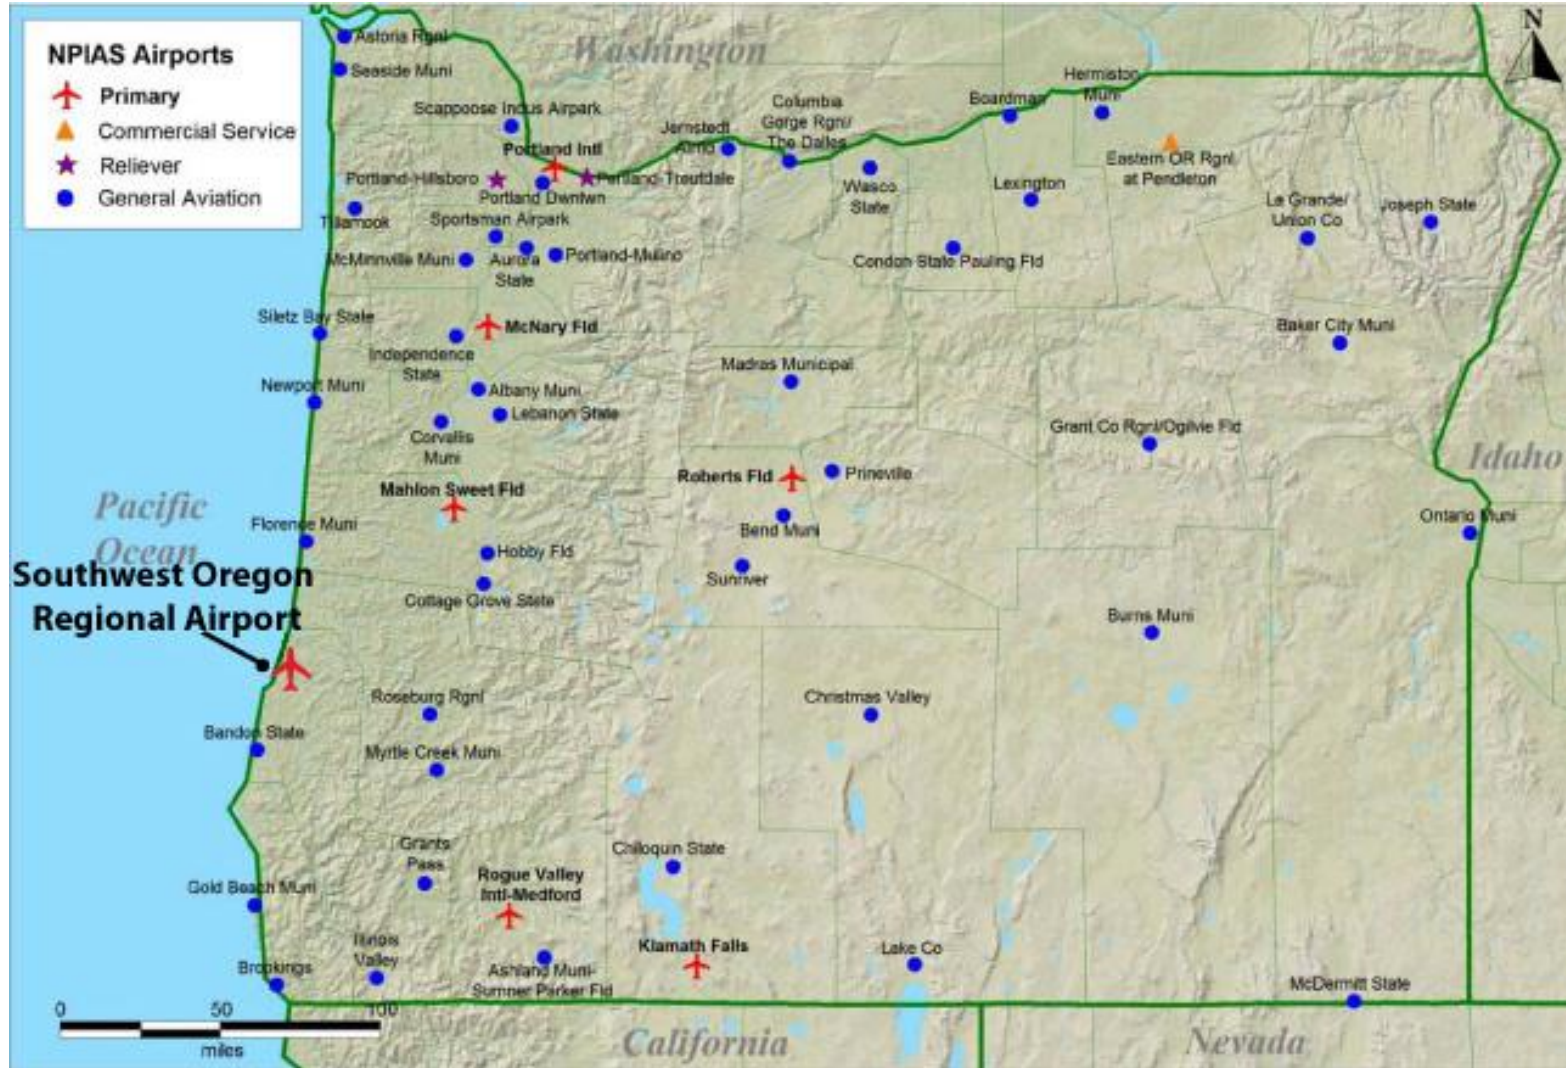 NPIAS Airports
Primary
Commercial Service
Reliever
General Aviation
Washington
N
Astoria Rgnl
Seaside Muni
Scappoose Indus Airpark
Portland Intl
Portland-Hillsboro
Portland-Troutdale
Portland Dwntwn
Jernstedt
Airfld
Columbia
Gorge Rgnl/
The Dalles
Boardman
Hermiston
Muni
Eastern OR Rgnl
at Pendleton
Wasco
State
Lexington
La Grande/
Union Co
Joseph State
Tillamook
Sportsman Airpark
McMinnville Muni
Aurora
State
Portland-Mulino
Condon State Pauling Fld
Siletz Bay State
McNary Fld
Independence
State
Baker City Muni
Newport Muni
Albany Muni
Lebanon State
Madras Municipal
Corvallis
Muni
Grant Co Rgnl/Ogilvie Fld
Idaho
Roberts Fld
Prineville
Mahlon Sweet Fld
Pacific
Ocean
Florence Muni
Bend Muni
Ontario Muni
Hobby Fld
Sunriver
Southwest Oregon
Regional Airport
Cottage Grove State
Burns Muni
Roseburg Rgnl
Christmas Valley
Bandon State
Myrtle Creek Muni
Grants
Pass
Chiloquin State
Rogue Valley
Intl-Medford
Gold Beach Muni
Illinois
Valley
Klamath Falls
Lake Co
Brookings
Ashland Muni-
Sumner Parker Fld
McDermitt State
0 50 100
miles
California
Nevada